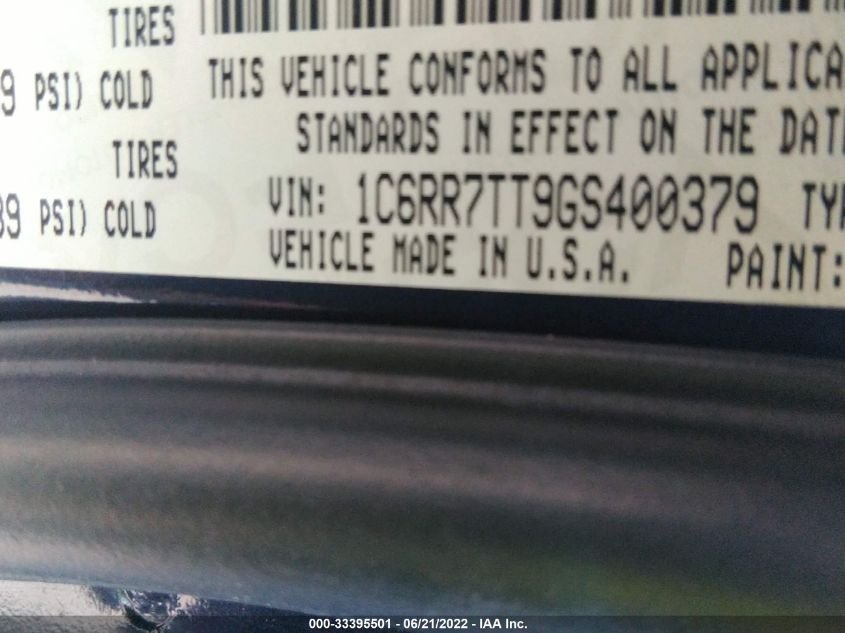 TIRES
9 PSI) COLD
TIRES
39 PSI) COLD
THIS VEHICLE CONFORMS TO ALL APPLICA
STANDARDS IN EFFECT ON THE DAT
VIN: 1C6RR7TT9GS400379 TY
VEHICLE MADE IN U.S.A. PAINT:
000-33395501 - 06/21/2022 - IAA Inc.